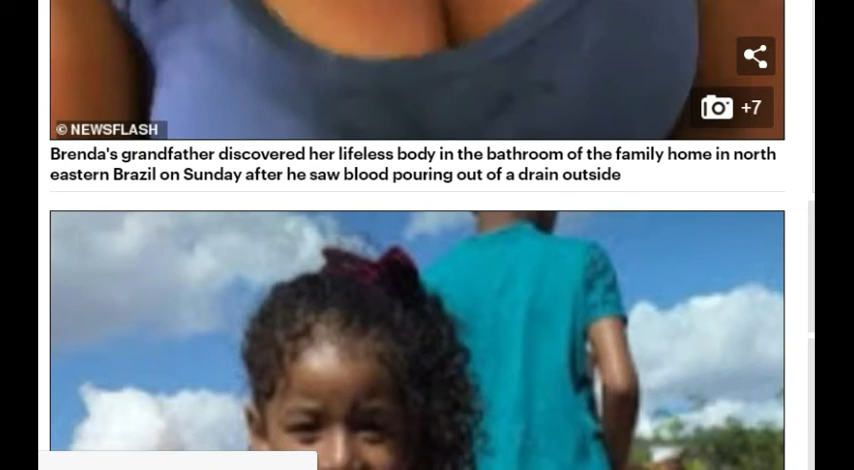 +7
© NEWSFLASH
Brenda's grandfather discovered her lifeless body in the bathroom of the family home in north
eastern Brazil on Sunday after he saw blood pouring out of a drain outside